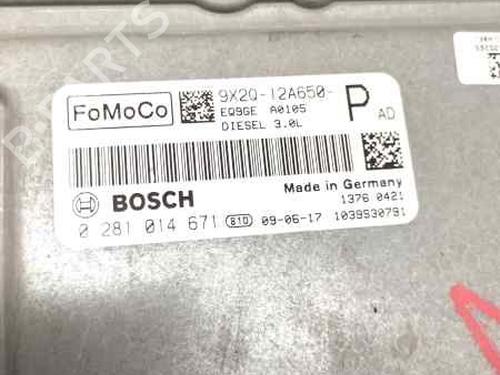 FoMoCo
9X2Q-12A650-
P AD
EQ9GE A0105
DIESEL 3.0L
BOSCH
Made in Germany
1376 0421
0 281 014 671 810 09-06-17 1039S30791
B-PARTS